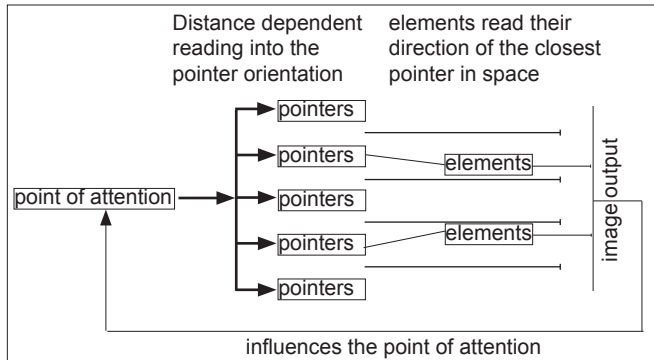 Distance dependent
reading into the
pointer orientation
elements read their
direction of the closest
pointer in space
pointers
pointers
elements
point of attention
pointers
pointers
elements
pointers
image output
influences the point of attention